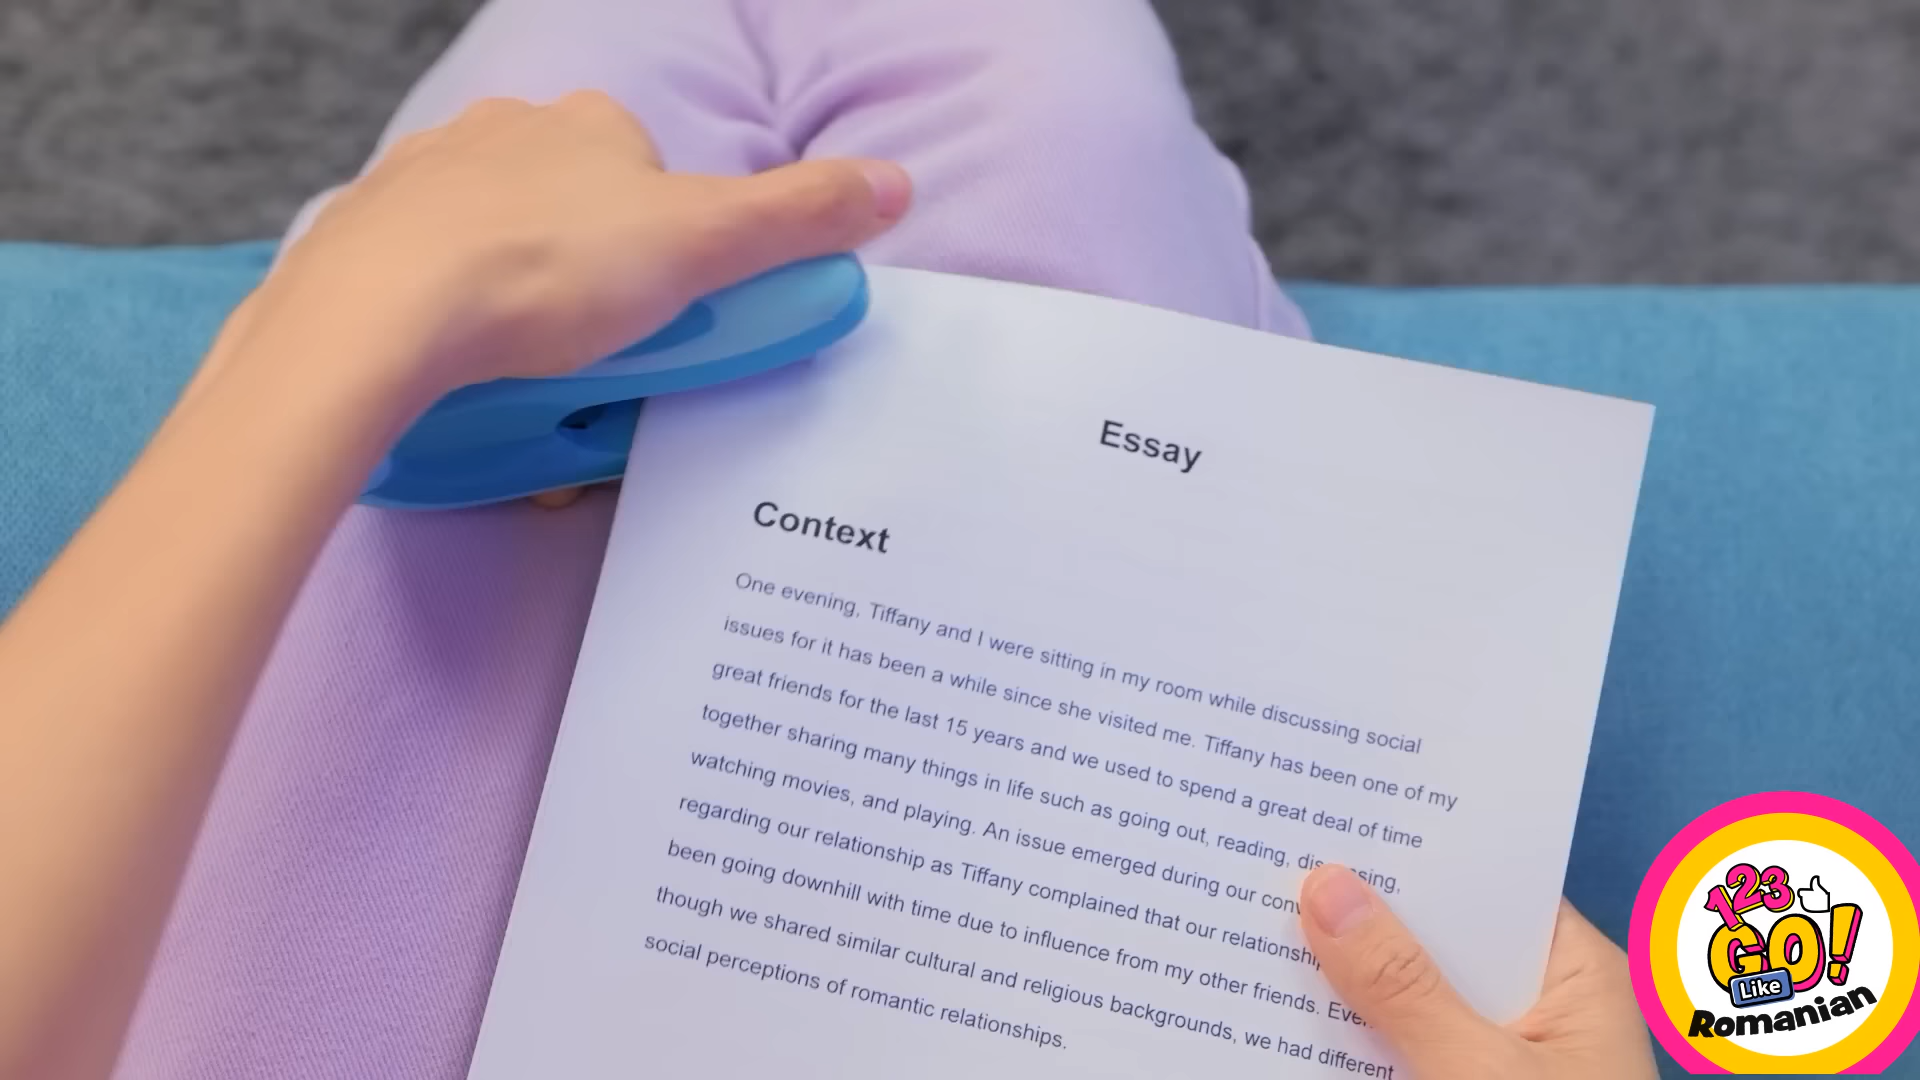 Essay
Context
One evening, Tiffany and I were sitting in my room while discussing social
issues for it has been a while since she visited me. Tiffany has been one of my
great friends for the last 15 years and we used to spend a great deal of time
together sharing many things in life such as going out, reading,
watching movies, and playing. An issue emerged during our
regarding our relationship as Tiffany complained that our
been going downhill with time due to influence from my other friends.
though we shared similar cultural and religious backgrounds, we had different
social perceptions of romantic relationships.
123
GO!
Like
Romanian